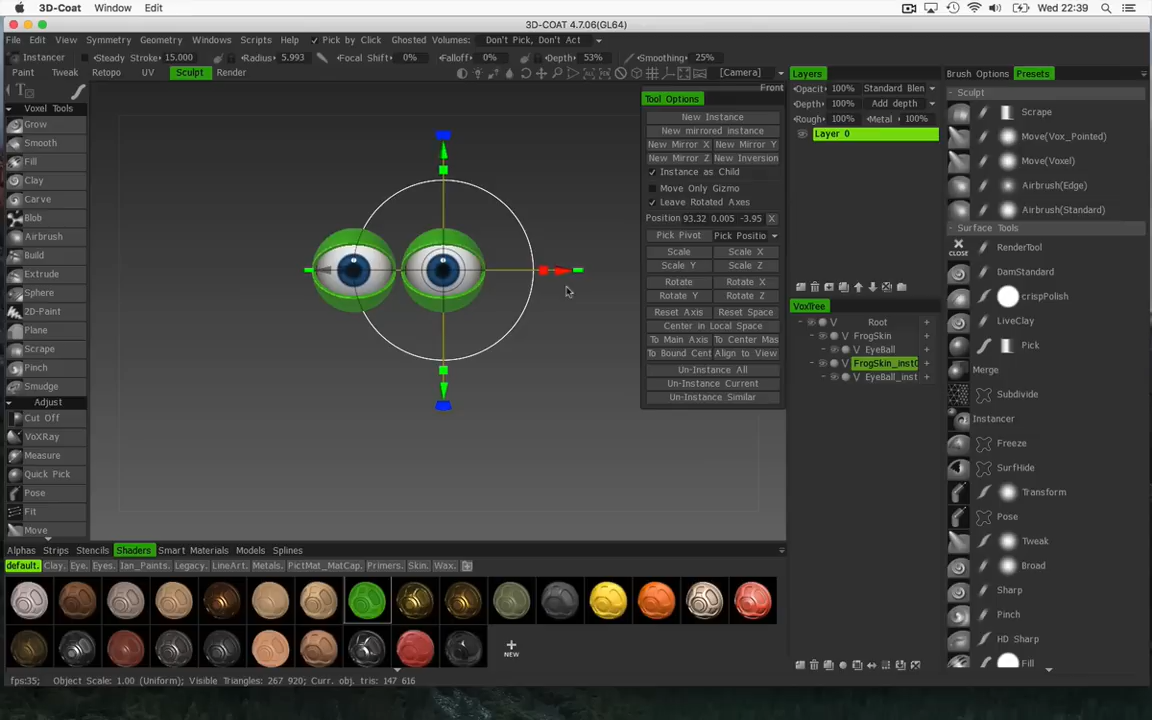 3D-Coat Window Edit Wed 22:39
3D-COAT 4.7.06(GL64)
File Edit View Symmetry Geometry Windows Scripts Help Pick by Click Ghosted Volumes: Don't Pick, Don't Act
Instancer Steady Stroke: 15.000 Radius: 5.993 Focal Shift: 0% Falloff: 0% Depth: 53% Smoothing: 25%
Paint Tweak Retopo UV Sculpt Render [Camera]
Front
Voxel Tools
Grow
Smooth
Fill
Clay
Carve
Blob
Airbrush
Build
Extrude
Sphere
2D-Paint
Plane
Scrape
Pinch
Smudge
Adjust
Cut Off
VoXRay
Measure
Quick Pick
Pose
Fit
Move
Tool Options
New Instance
New mirrored instance
New Mirror X New Mirror Y
New Mirror Z New Inversion
Instance as Child
Move Only Gizmo
Leave Rotated Axes
Position 93.32 0.005 -3.95 X
Pick Pivot Pick Positio
Scale Scale X
Scale Y Scale Z
Rotate Rotate X
Rotate Y Rotate Z
Reset Axis Reset Space
Center in Local Space
To Main Axis To Center Mas
To Bound Cent Align to View
Un-Instance All
Un-Instance Current
Un-Instance Similar
Layers
Opacity 100% Standard Blen
Depth: 100% Add depth
Rough: 100% Metal 100%
Layer 0
VoxTree
V Root +
V FrogSkin +
V EyeBall +
V FrogSkin_inst0 +
V EyeBall_inst +
Brush Options Presets
Sculpt
Scrape
Move(Vox_Pointed)
Move(Voxel)
Airbrush(Edge)
Airbrush(Standard)
Surface Tools
CLOSE RenderTool
DamStandard
crispPolish
LiveClay
Pick
Merge
Subdivide
Instancer
Freeze
SurfHide
Transform
Pose
Tweak
Broad
Sharp
Pinch
HD Sharp
Fill
Alphas Strips Stencils Shaders Smart Materials Models Splines
default. Clay. Eye. Eyes. Ian_Paints. Legacy. LineArt. Metals. PictMat_MatCap. Primers. Skin. Wax.
NEW
fps:35; Object Scale: 1.00 (Uniform); Visible Triangles: 267 920; Curr. obj. tris: 147 616